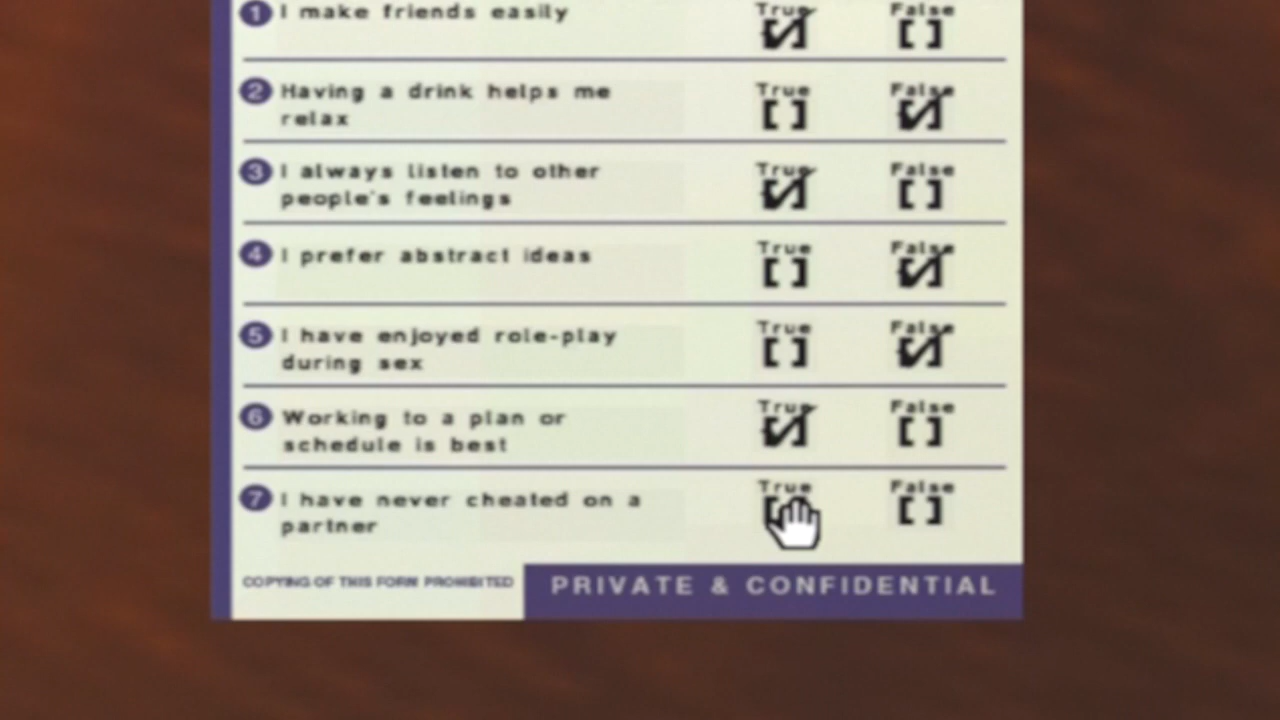 1 I make friends easily
True False
[✓] [ ]
2 Having a drink helps me
relax
True False
[ ] [✓]
3 I always listen to other
people's feelings
True False
[✓] [ ]
4 I prefer abstract ideas
True False
[ ] [✓]
5 I have enjoyed role-play
during sex
True False
[ ] [✓]
6 Working to a plan or
schedule is best
True False
[✓] [ ]
7 I have never cheated on a
partner
True False
[ ] [ ]
COPYING OF THIS FORM PROHIBITED
PRIVATE & CONFIDENTIAL